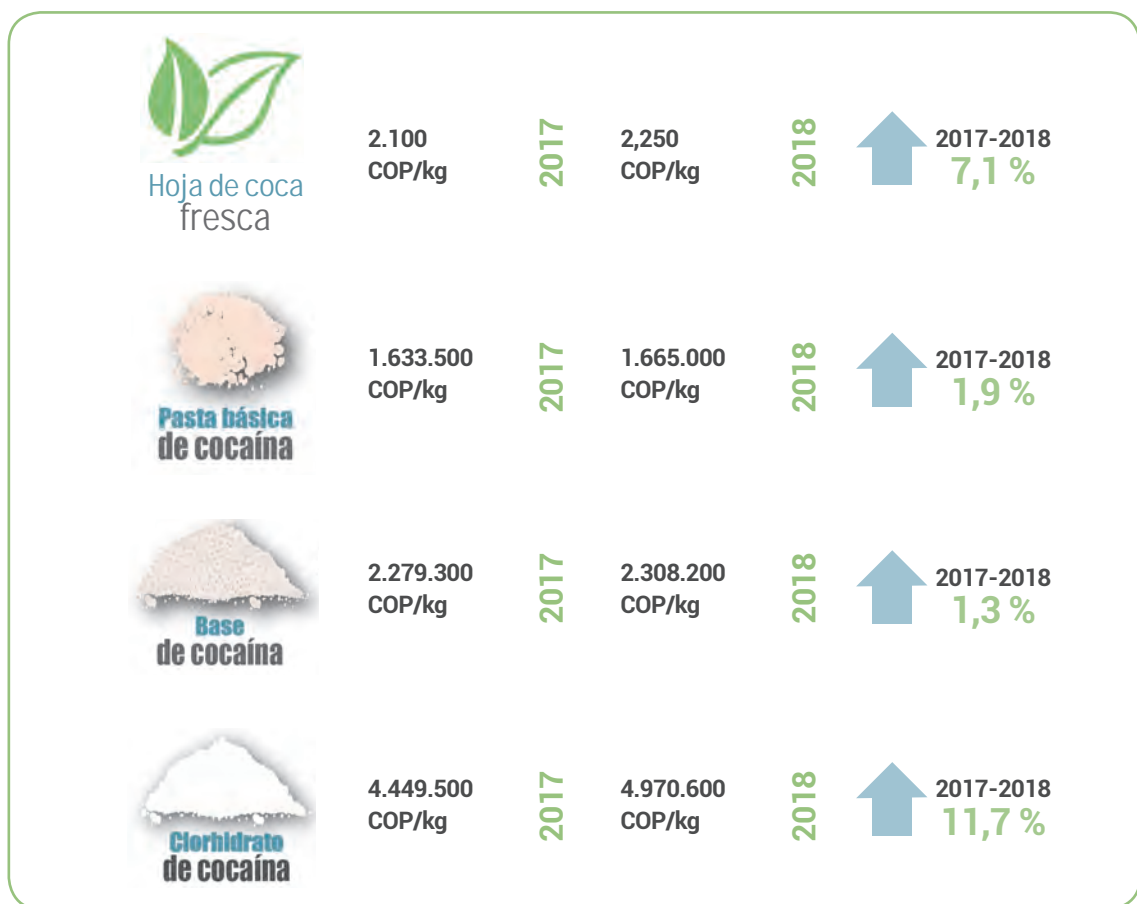 Hoja de coca
fresca
2.100
COP/kg
2017
2,250
COP/kg
2018
2017-2018
7,1 %
Pasta básica
de cocaína
1.633.500
COP/kg
2017
1.665.000
COP/kg
2018
2017-2018
1,9 %
Base
de cocaína
2.279.300
COP/kg
2017
2.308.200
COP/kg
2018
2017-2018
1,3 %
Clorhidrato
de cocaína
4.449.500
COP/kg
2017
4.970.600
COP/kg
2018
2017-2018
11,7 %